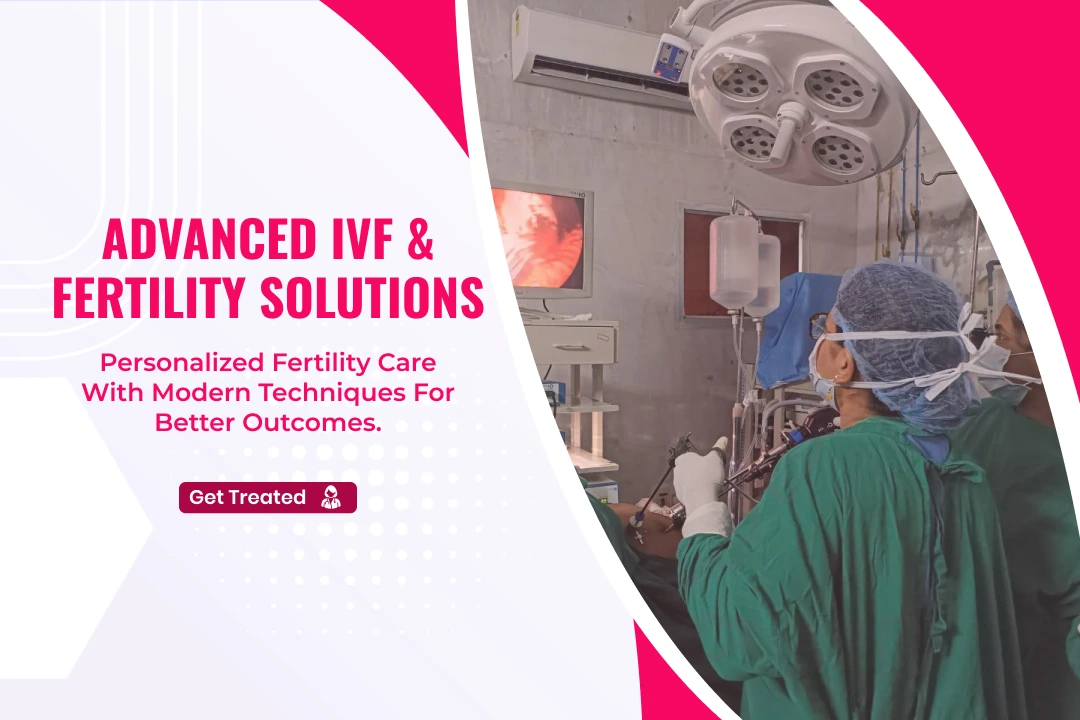 ADVANCED IVF &
FERTILITY SOLUTIONS
Personalized Fertility Care
With Modern Techniques For
Better Outcomes.
Get Treated